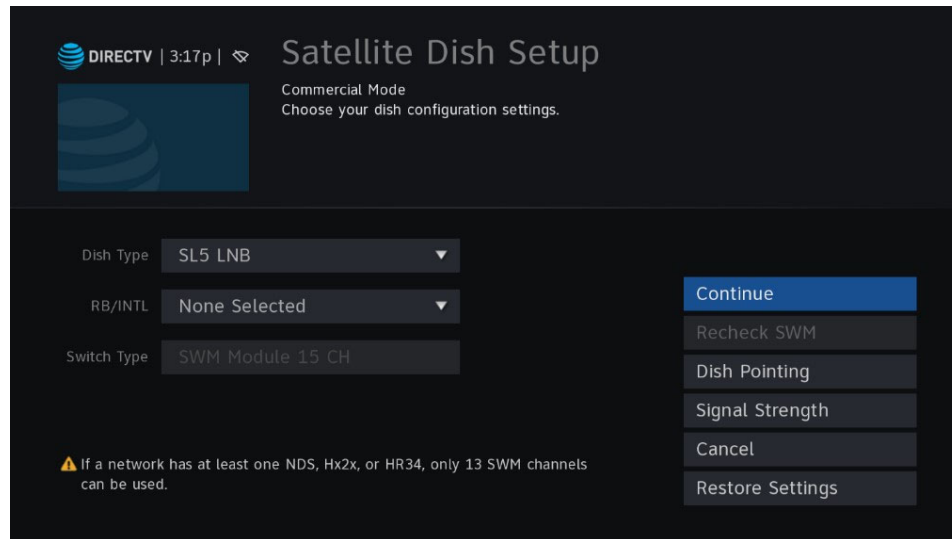 DIRECTV | 3:17p |
Satellite Dish Setup
Commercial Mode
Choose your dish configuration settings.
Dish Type SL5 LNB
RB/INTL None Selected
Switch Type SWM Module 15 CH
Continue
Recheck SWM
Dish Pointing
Signal Strength
Cancel
Restore Settings
If a network has at least one NDS, Hx2x, or HR34, only 13 SWM channels
can be used.